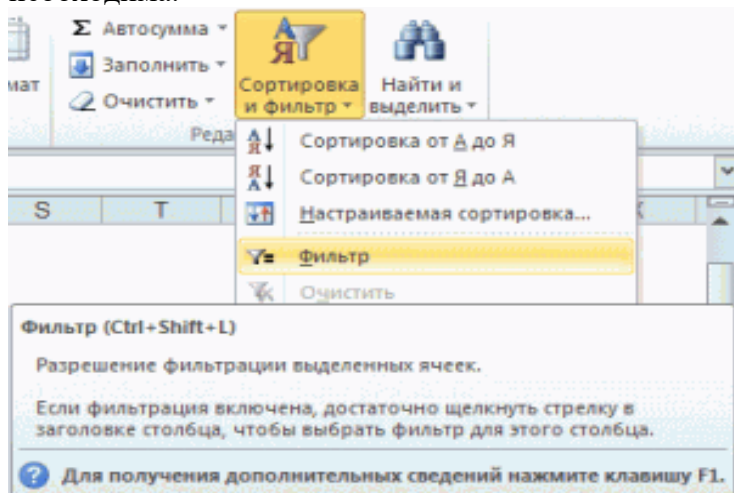 Σ Автосумма
Заполнить
Очистить
Сортировка
и фильтр
Найти и
выделить
Сортировка от А до Я
Сортировка от Я до А
S T
Настраиваемая сортировка...
Фильтр
Очистить
Фильтр (Ctrl+Shift+L)
Разрешение фильтрации выделенных ячеек.
Если фильтрация включена, достаточно щелкнуть стрелку в
заголовке столбца, чтобы выбрать фильтр для этого столбца.
Для получения дополнительных сведений нажмите клавишу F1.